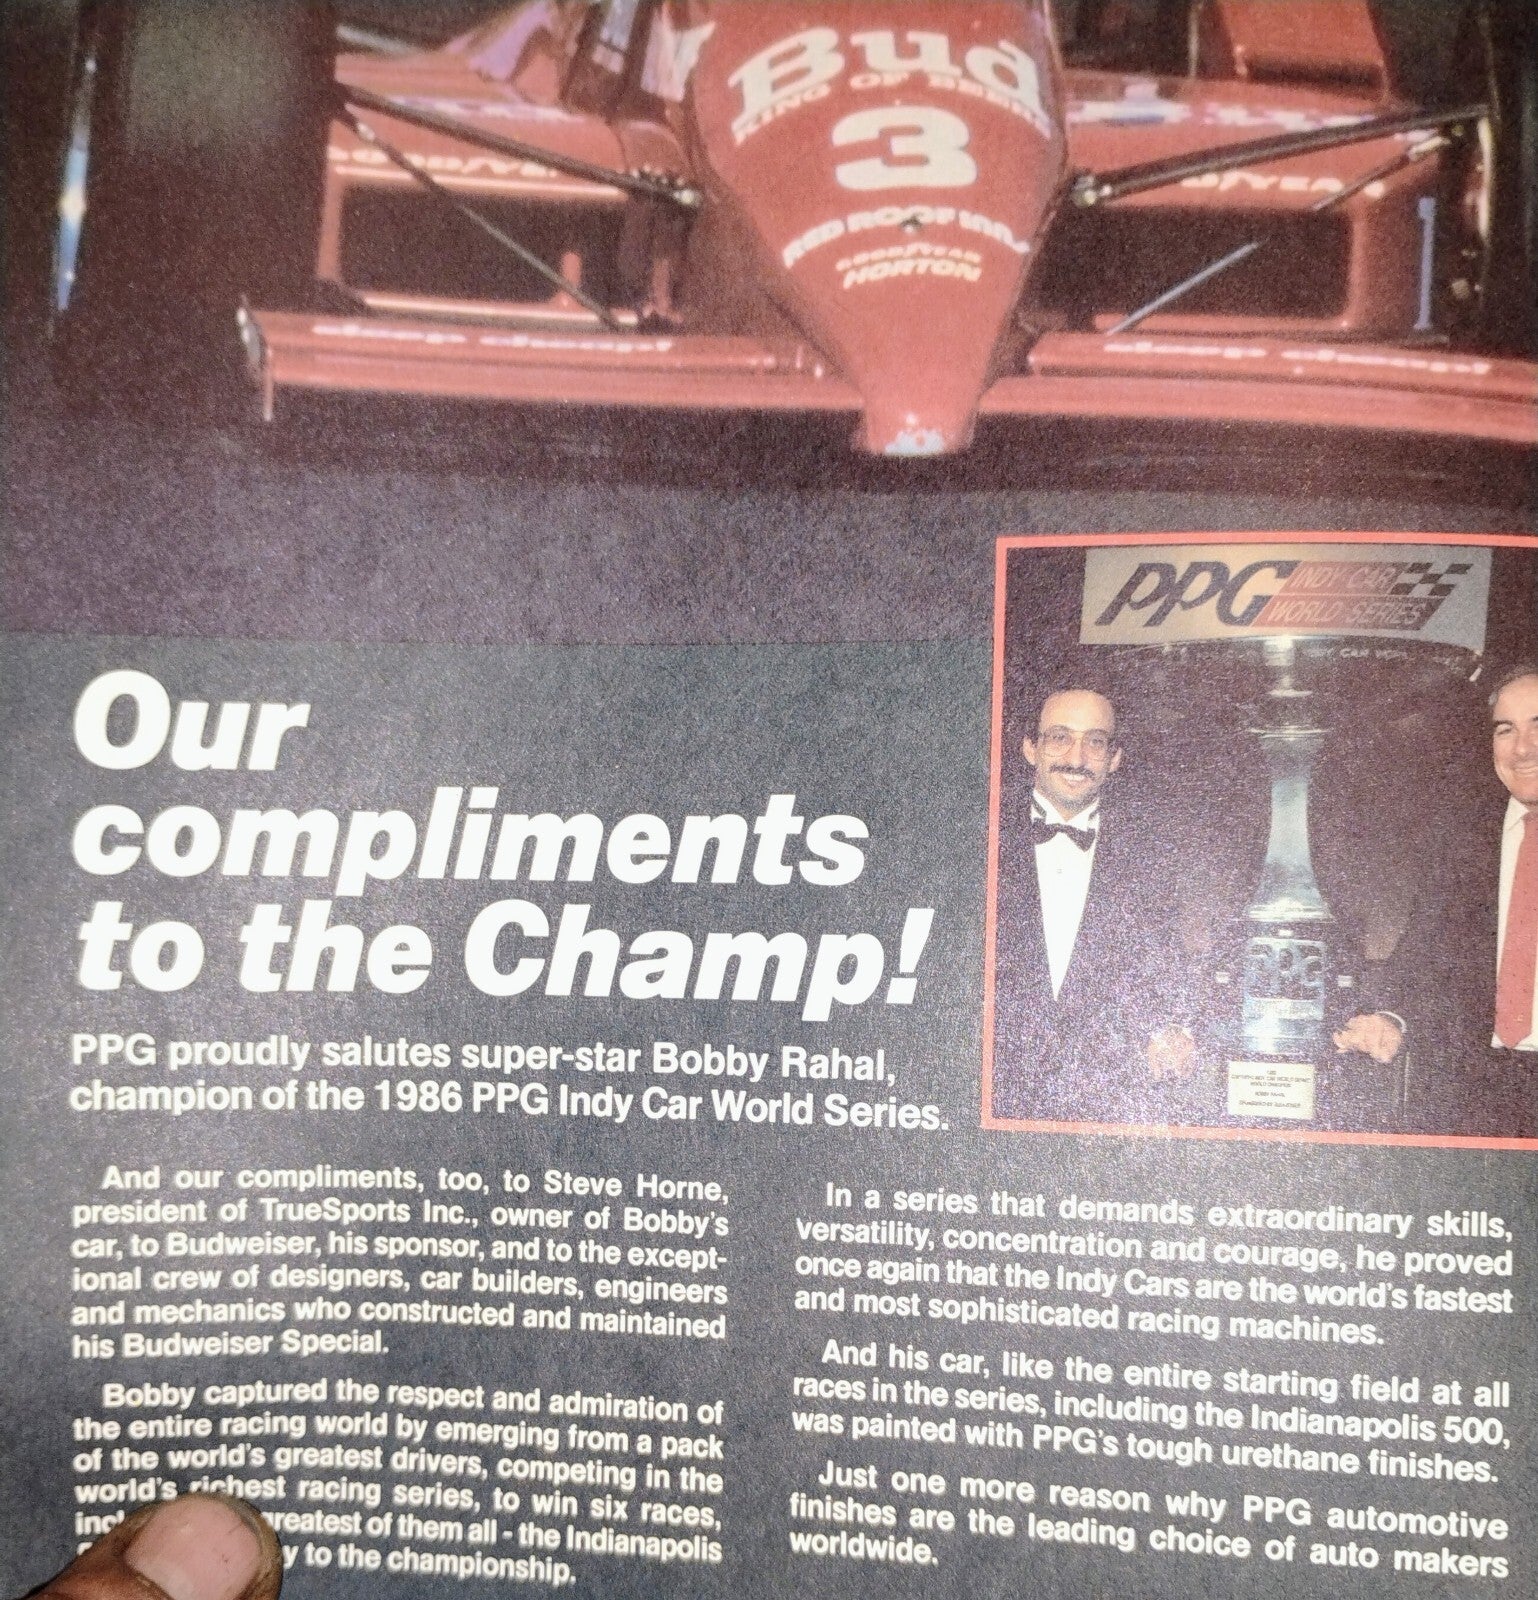 Bud
KING OF BEERS
3
GOODYEAR
RED ROOF INNS
GOODYEAR
HORTON
PPG INDY CAR
WORLD SERIES
PPG
Our
compliments
to the Champ!
PPG proudly salutes super-star Bobby Rahal,
champion of the 1986 PPG Indy Car World Series.
And our compliments, too, to Steve Horne,
president of TrueSports Inc., owner of Bobby's
car, to Budweiser, his sponsor, and to the except-
ional crew of designers, car builders, engineers
and mechanics who constructed and maintained
his Budweiser Special.
Bobby captured the respect and admiration of
the entire racing world by emerging from a pack
of the world's greatest drivers, competing in the
world's richest racing series, to win six races,
greatest of them all - the Indianapolis
to the championship.
In a series that demands extraordinary skills,
versatility, concentration and courage, he proved
once again that the Indy Cars are the world's fastest
and most sophisticated racing machines.
And his car, like the entire starting field at all
races in the series, including the Indianapolis 500,
was painted with PPG's tough urethane finishes.
Just one more reason why PPG automotive
finishes are the leading choice of auto makers
worldwide.